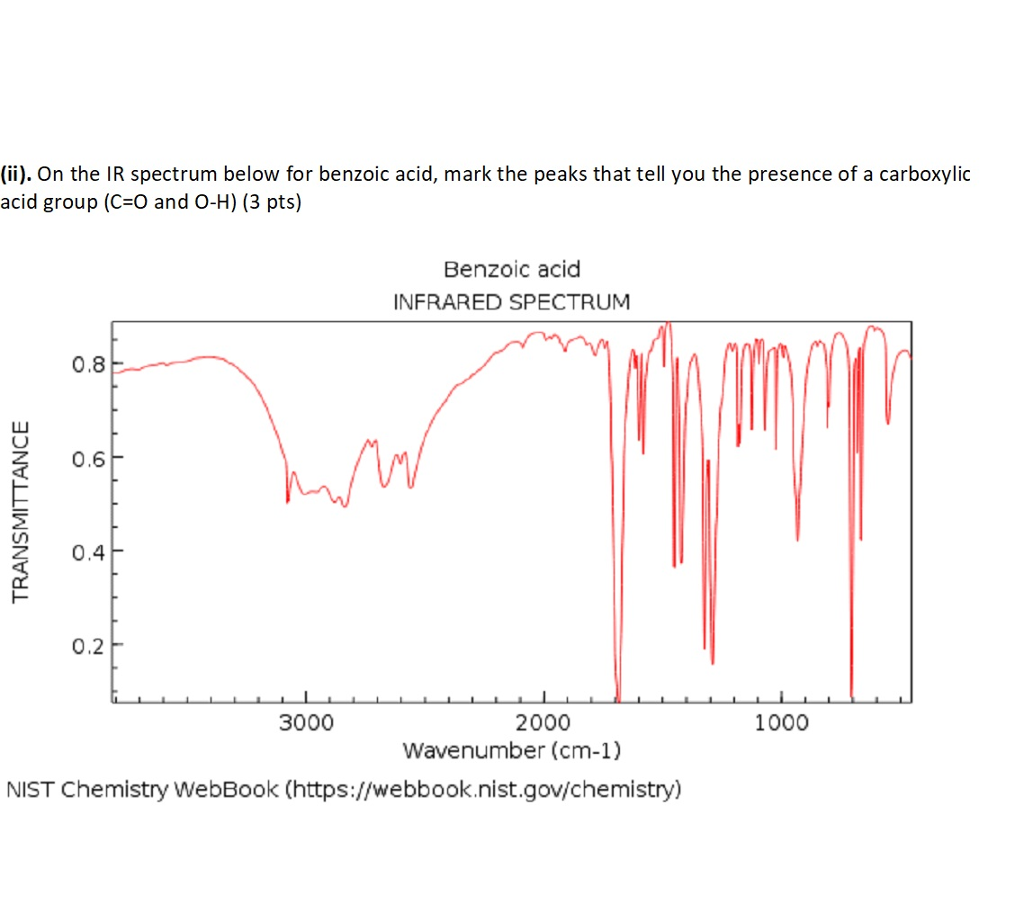 (ii). On the IR spectrum below for benzoic acid, mark the peaks that tell you the presence of a carboxylic
acid group (C=O and O-H) (3 pts)
Benzoic acid
INFRARED SPECTRUM
TRANSMITTANCE
0.8
0.6
0.4
0.2
3000 2000 1000
Wavenumber (cm-1)
NIST Chemistry WebBook (https://webbook.nist.gov/chemistry)